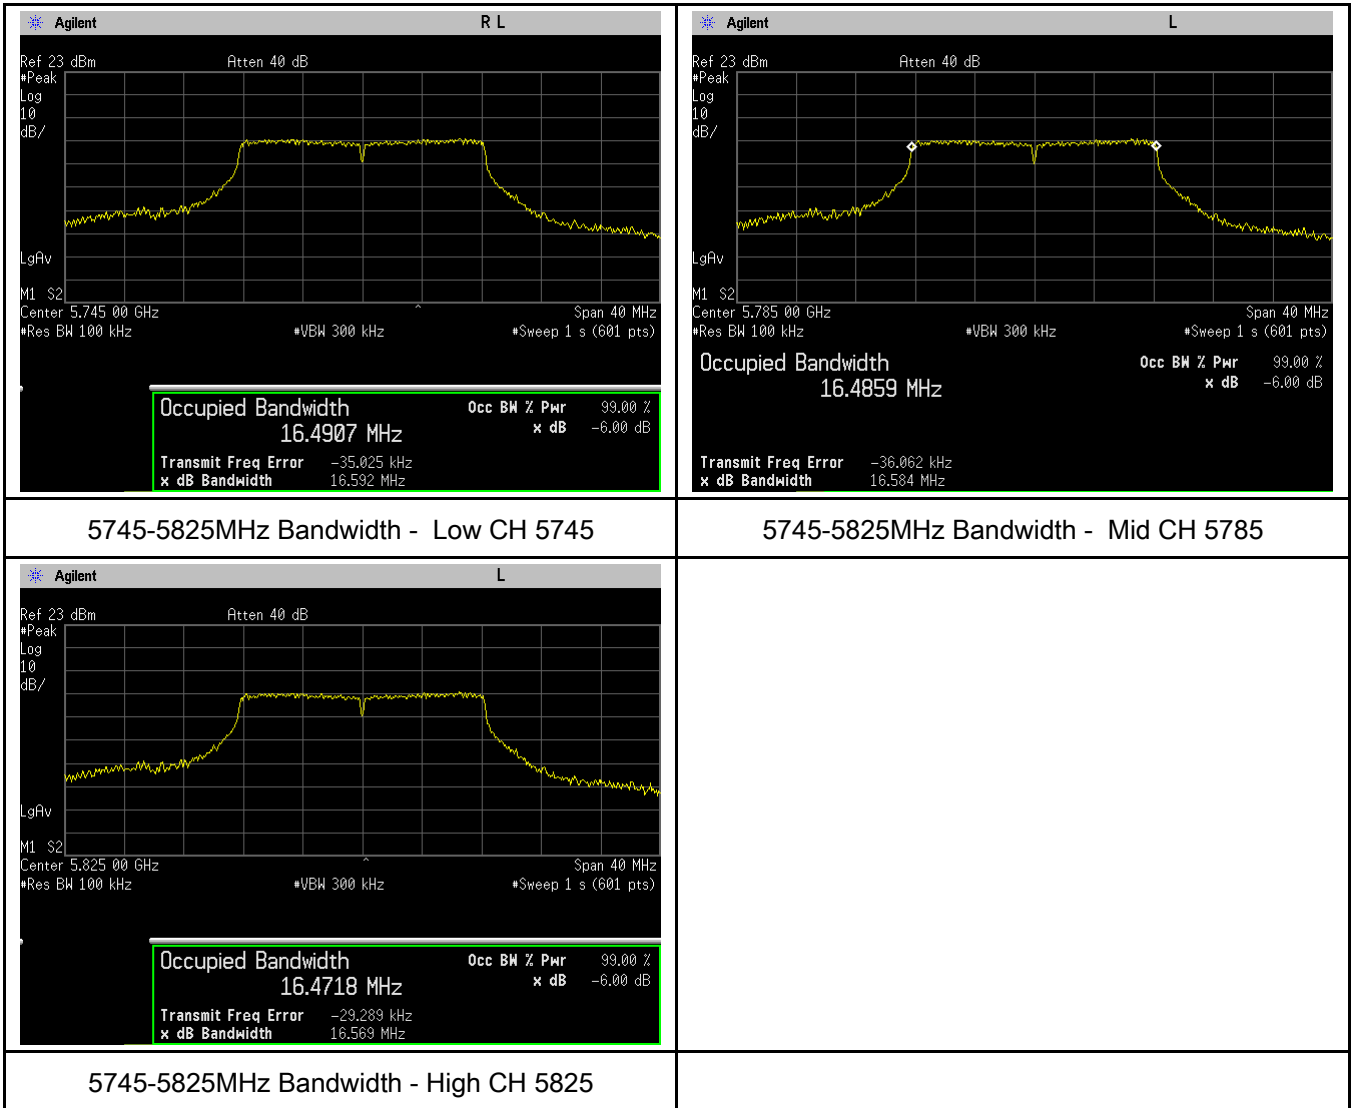 Agilent R L
Ref 23 dBm Atten 40 dB
#Peak
Log
10
dB/
LgAv
M1 S2
Center 5.745 00 GHz Span 40 MHz
#Res BW 100 kHz #VBW 300 kHz #Sweep 1 s (601 pts)
Occupied Bandwidth Occ BW % Pwr 99.00 %
16.4907 MHz x dB -6.00 dB
Transmit Freq Error -35.025 kHz
x dB Bandwidth 16.592 MHz
5745-5825MHz Bandwidth - Low CH 5745
Agilent L
Ref 23 dBm Atten 40 dB
#Peak
Log
10
dB/
LgAv
M1 S2
Center 5.785 00 GHz Span 40 MHz
#Res BW 100 kHz #VBW 300 kHz #Sweep 1 s (601 pts)
Occupied Bandwidth Occ BW % Pwr 99.00 %
16.4859 MHz x dB -6.00 dB
Transmit Freq Error -36.062 kHz
x dB Bandwidth 16.584 MHz
5745-5825MHz Bandwidth - Mid CH 5785
Agilent L
Ref 23 dBm Atten 40 dB
#Peak
Log
10
dB/
LgAv
M1 S2
Center 5.825 00 GHz Span 40 MHz
#Res BW 100 kHz #VBW 300 kHz #Sweep 1 s (601 pts)
Occupied Bandwidth Occ BW % Pwr 99.00 %
16.4718 MHz x dB -6.00 dB
Transmit Freq Error -29.289 kHz
x dB Bandwidth 16.569 MHz
5745-5825MHz Bandwidth - High CH 5825